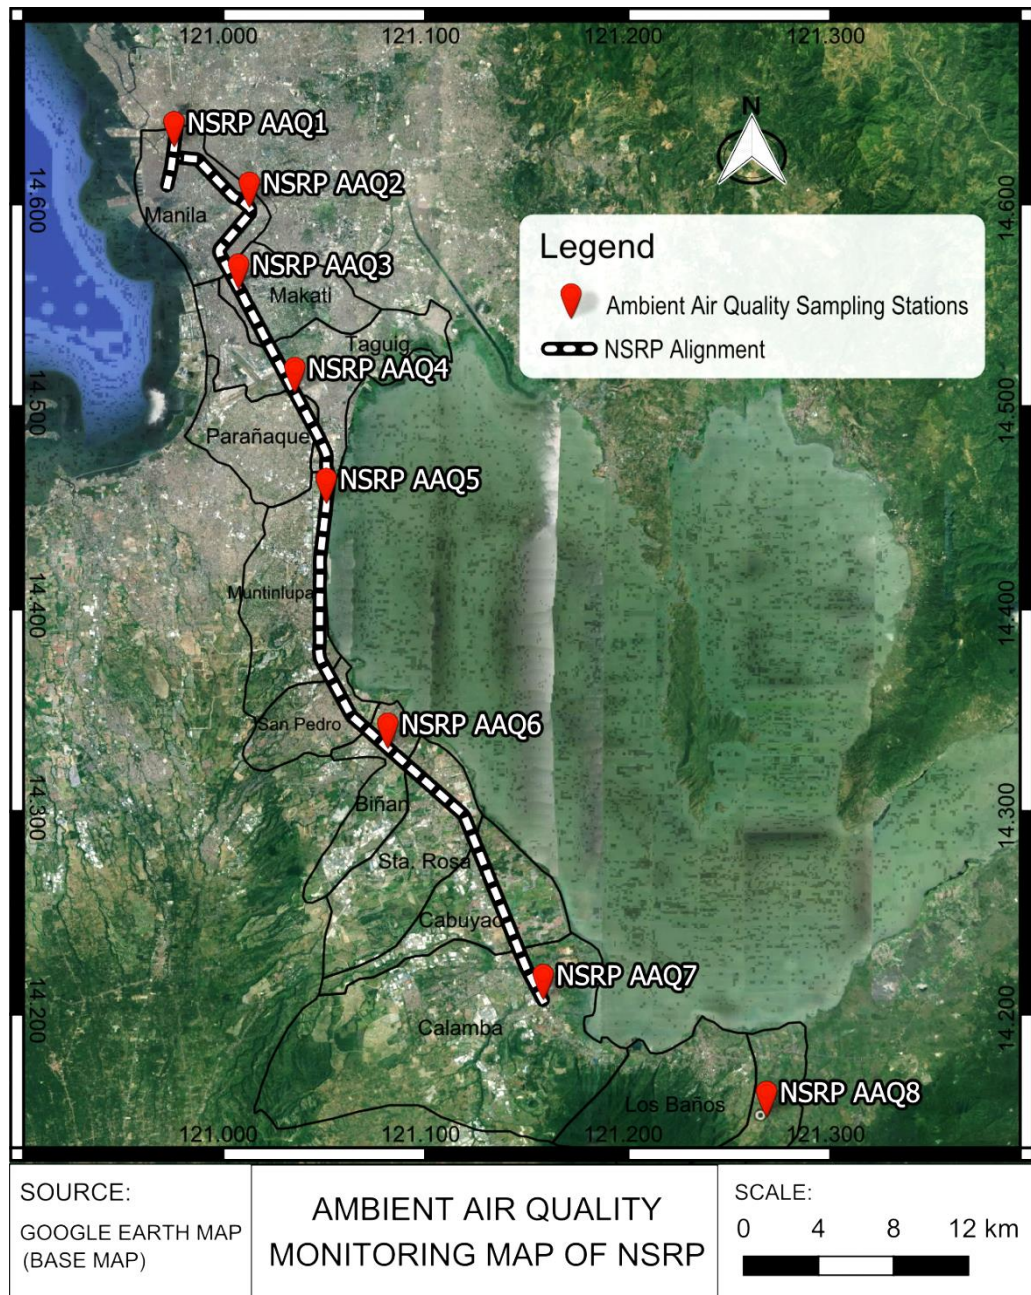 121.000 121.100 121.200 121.300
N
NSRP AAQ1
NSRP AAQ2
Manila
14.600
14.600
Legend
Ambient Air Quality Sampling Stations
NSRP Alignment
NSRP AAQ3
Makati
Taguig
NSRP AAQ4
14.500
14.500
Parañaque
NSRP AAQ5
Muntinlupa
14.400
14.400
San Pedro
NSRP AAQ6
Biñan
14.300
14.300
Sta. Rosa
Cabuyao
NSRP AAQ7
Calamba
14.200
14.200
NSRP AAQ8
Los Baños
121.000 121.100 121.200 121.300
SOURCE:
GOOGLE EARTH MAP
(BASE MAP)
AMBIENT AIR QUALITY
MONITORING MAP OF NSRP
SCALE:
0 4 8 12 km